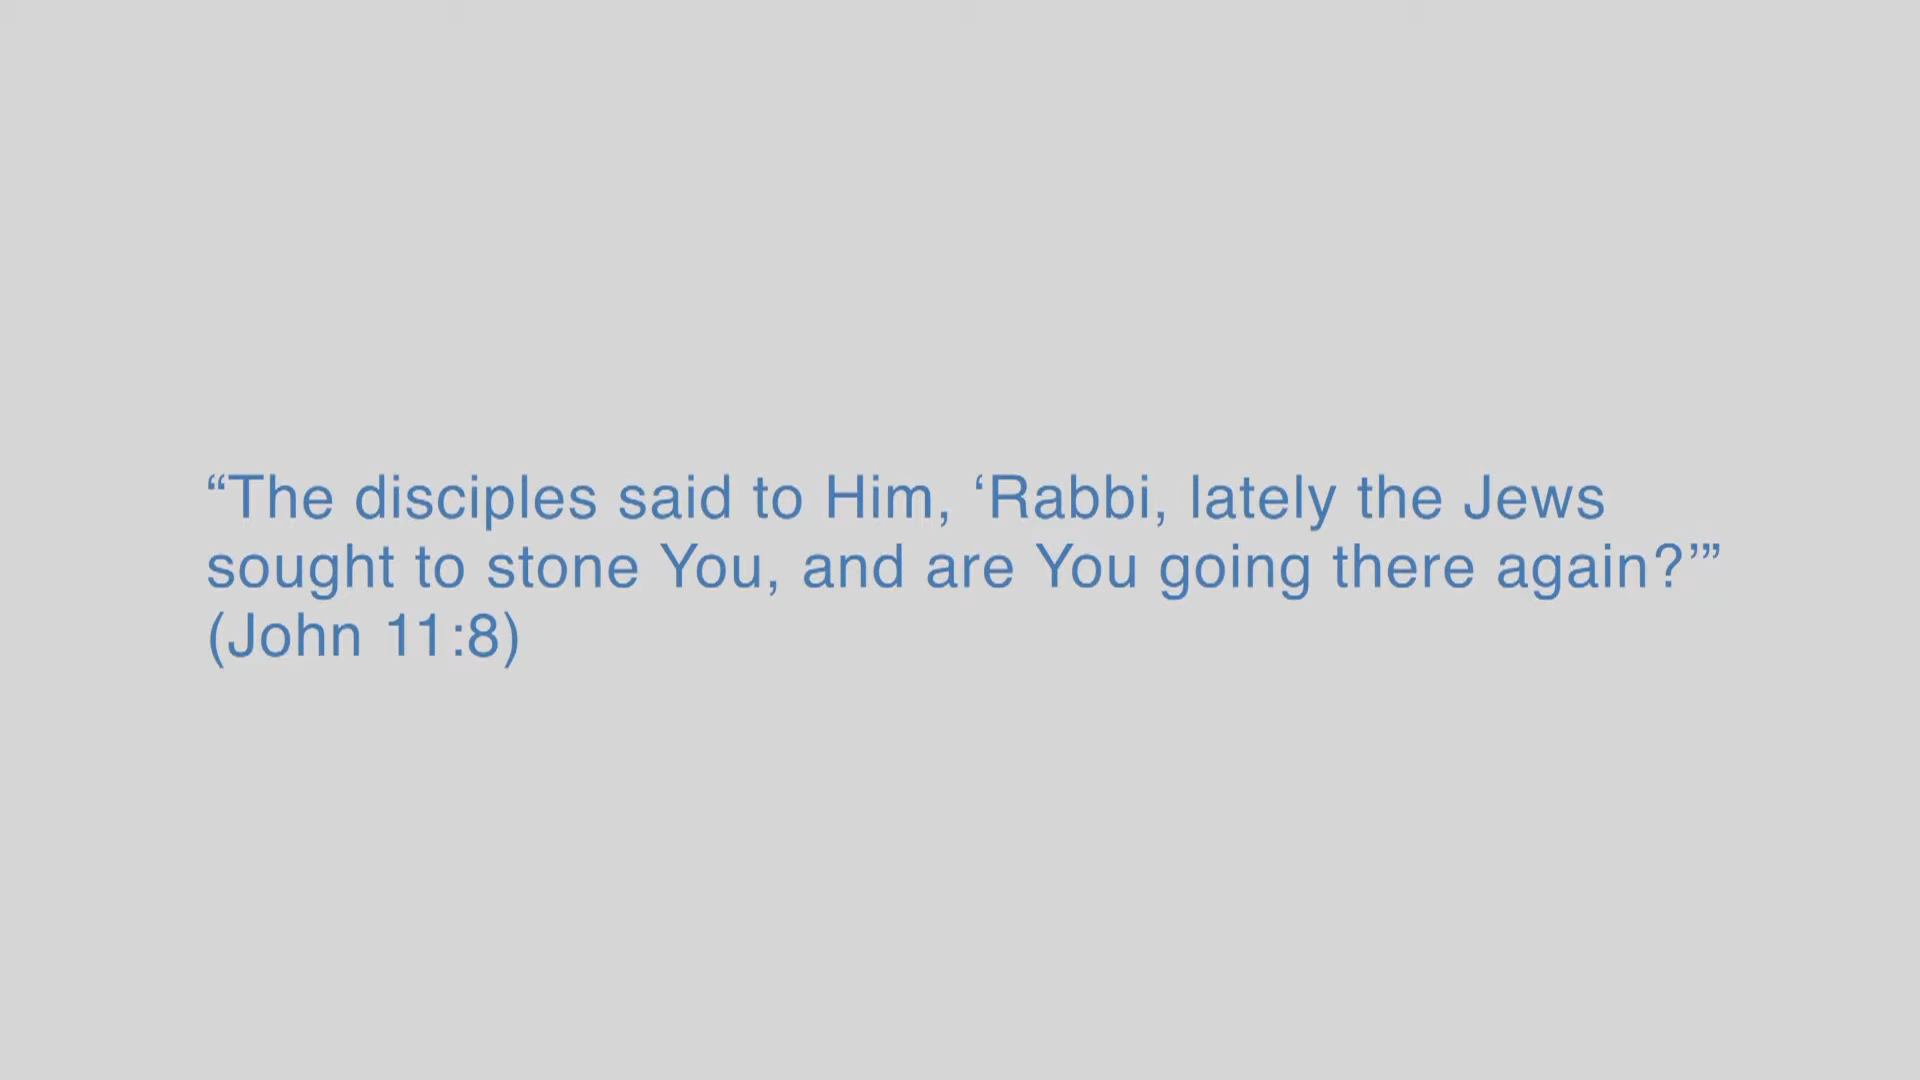 “The disciples said to Him, ‘Rabbi, lately the Jews
sought to stone You, and are You going there again?’”
(John 11:8)